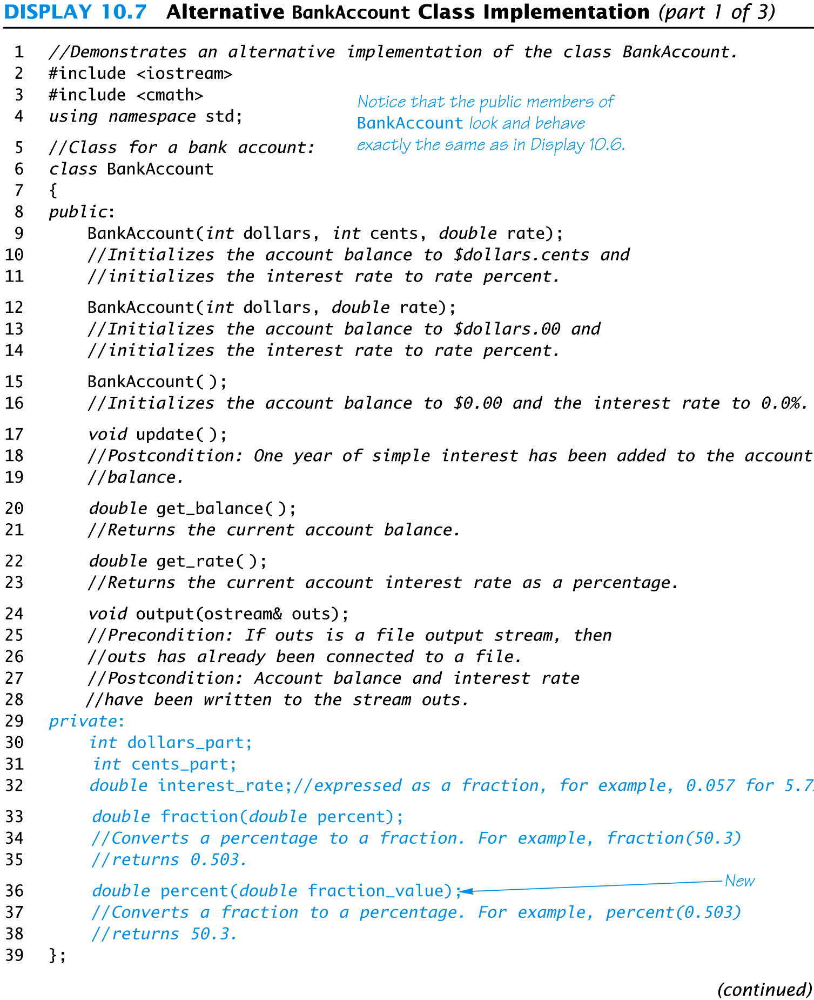 DISPLAY 10.7 Alternative BankAccount Class Implementation (part 1 of 3)
1 //Demonstrates an alternative implementation of the class BankAccount.
2 #include <iostream>
3 #include <cmath>
4 using namespace std;
Notice that the public members of
BankAccount look and behave
exactly the same as in Display 10.6.
5 //Class for a bank account:
6 class BankAccount
7 {
8 public:
9 BankAccount(int dollars, int cents, double rate);
10 //Initializes the account balance to $dollars.cents and
11 //initializes the interest rate to rate percent.
12 BankAccount(int dollars, double rate);
13 //Initializes the account balance to $dollars.00 and
14 //initializes the interest rate to rate percent.
15 BankAccount( );
16 //Initializes the account balance to $0.00 and the interest rate to 0.0%.
17 void update( );
18 //Postcondition: One year of simple interest has been added to the account
19 //balance.
20 double get_balance( );
21 //Returns the current account balance.
22 double get_rate( );
23 //Returns the current account interest rate as a percentage.
24 void output(ostream& outs);
25 //Precondition: If outs is a file output stream, then
26 //outs has already been connected to a file.
27 //Postcondition: Account balance and interest rate
28 //have been written to the stream outs.
29 private:
30 int dollars_part;
31 int cents_part;
32 double interest_rate;//expressed as a fraction, for example, 0.057 for 5.7
33 double fraction(double percent);
34 //Converts a percentage to a fraction. For example, fraction(50.3)
35 //returns 0.503.
36 double percent(double fraction_value);
New
37 //Converts a fraction to a percentage. For example, percent(0.503)
38 //returns 50.3.
39 };
(continued)